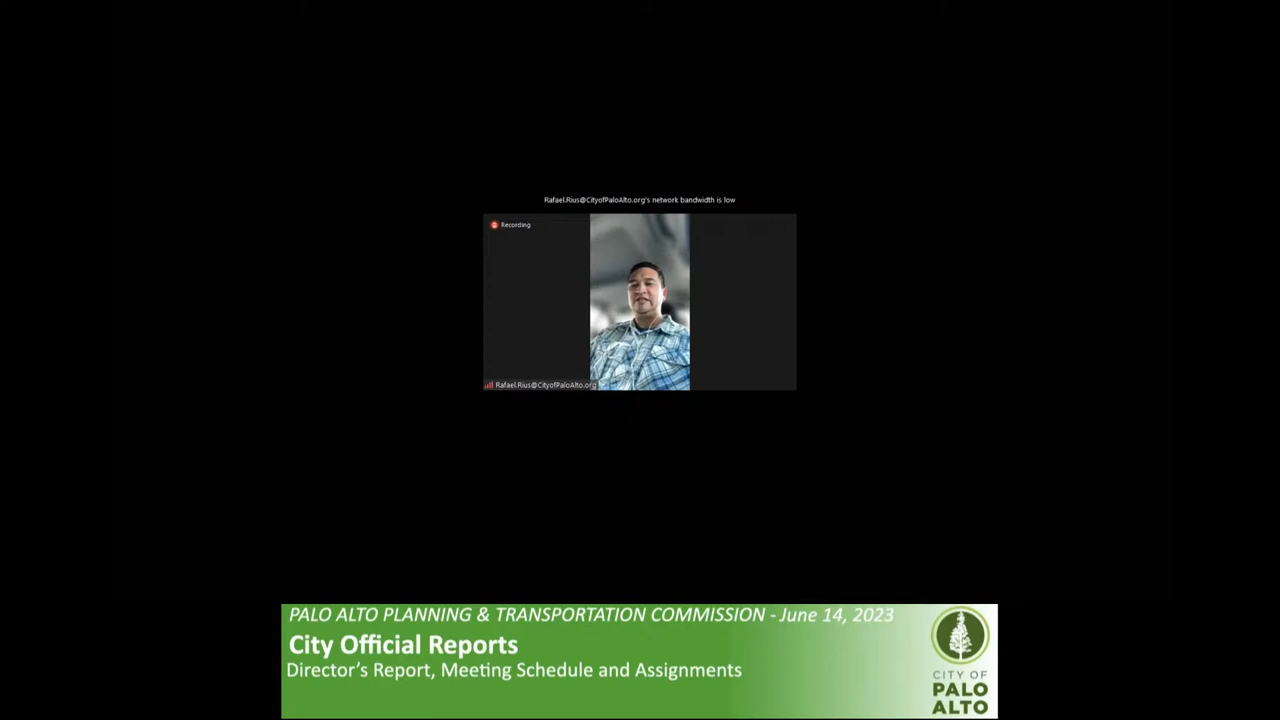 Rafael.Rius@CityofPaloAlto.org's network bandwidth is low
Recording
Rafael.Rius@CityofPaloAlto.org
PALO ALTO PLANNING & TRANSPORTATION COMMISSION - June 14, 2023
City Official Reports
Director's Report, Meeting Schedule and Assignments
CITY OF
PALO
ALTO